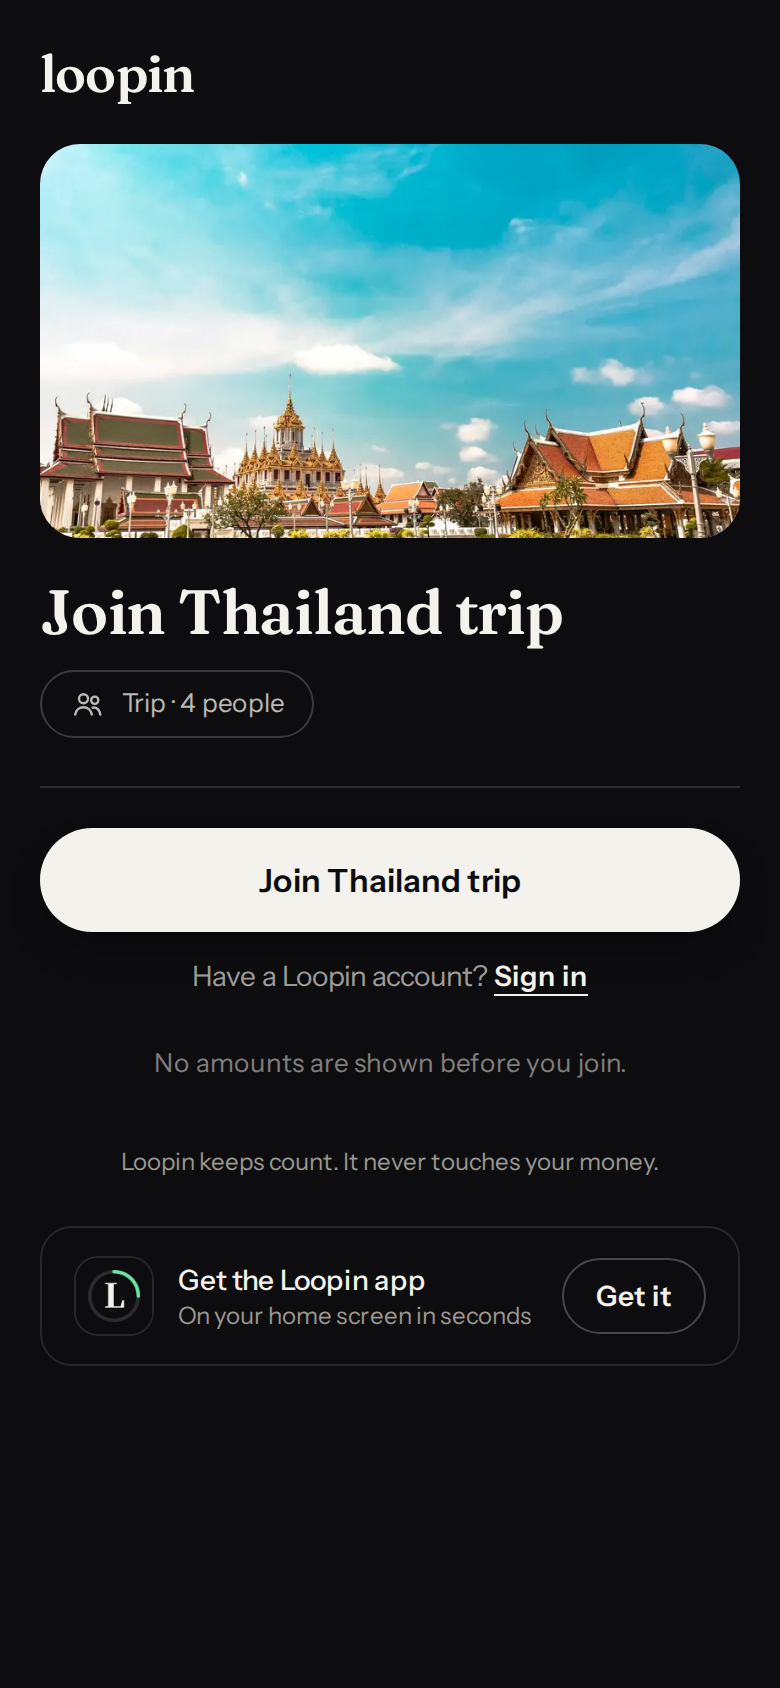 loopin
Join Thailand trip
Trip · 4 people
Join Thailand trip
Have a Loopin account? Sign in
No amounts are shown before you join.
Loopin keeps count. It never touches your money.
L
Get the Loopin app
On your home screen in seconds
Get it